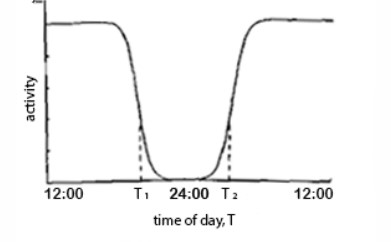 activity
12:00 T1 24:00 T2 12:00
time of day, T